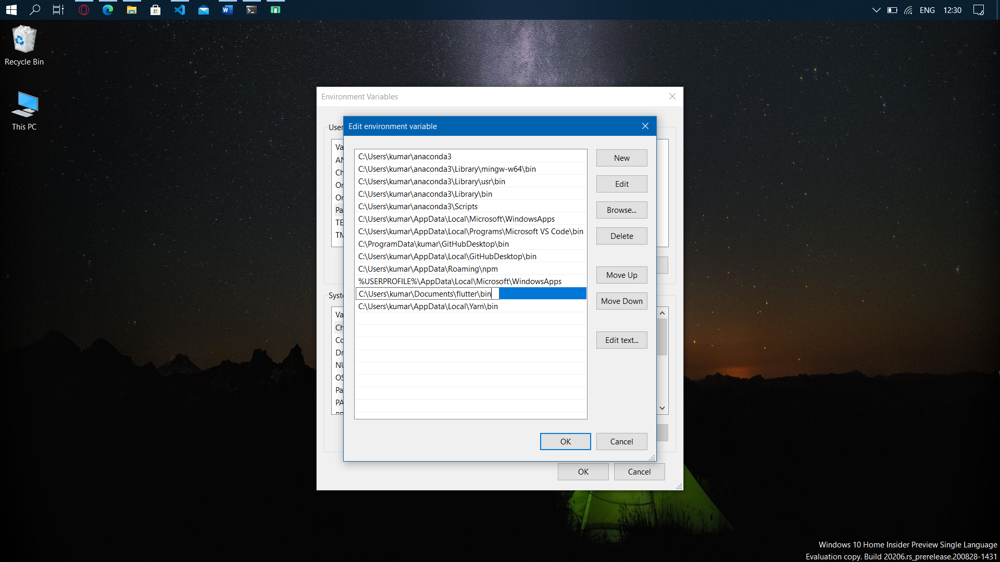 ENG 12:30
Recycle Bin
This PC
Environment Variables
Edit environment variable
User
Va
AN
Ch
On
On
Pa
TE
TM
C:\Users\kumar\anaconda3
C:\Users\kumar\anaconda3\Library\mingw-w64\bin
C:\Users\kumar\anaconda3\Library\usr\bin
C:\Users\kumar\anaconda3\Library\bin
C:\Users\kumar\anaconda3\Scripts
C:\Users\kumar\AppData\Local\Microsoft\WindowsApps
C:\Users\kumar\AppData\Local\Programs\Microsoft VS Code\bin
C:\ProgramData\kumar\GitHubDesktop\bin
C:\Users\kumar\AppData\Local\GitHubDesktop\bin
C:\Users\kumar\AppData\Roaming\npm
%USERPROFILE%\AppData\Local\Microsoft\WindowsApps
C:\Users\kumar\Documents\flutter\bin
C:\Users\kumar\AppData\Local\Yarn\bin
New
Edit
Browse...
Delete
Move Up
Move Down
Edit text...
Syste
Va
Ch
Co
Dr
NU
OS
Pa
PA
OK Cancel
OK Cancel
Windows 10 Home Insider Preview Single Language
Evaluation copy. Build 20206.rs_prerelease.200828-1431